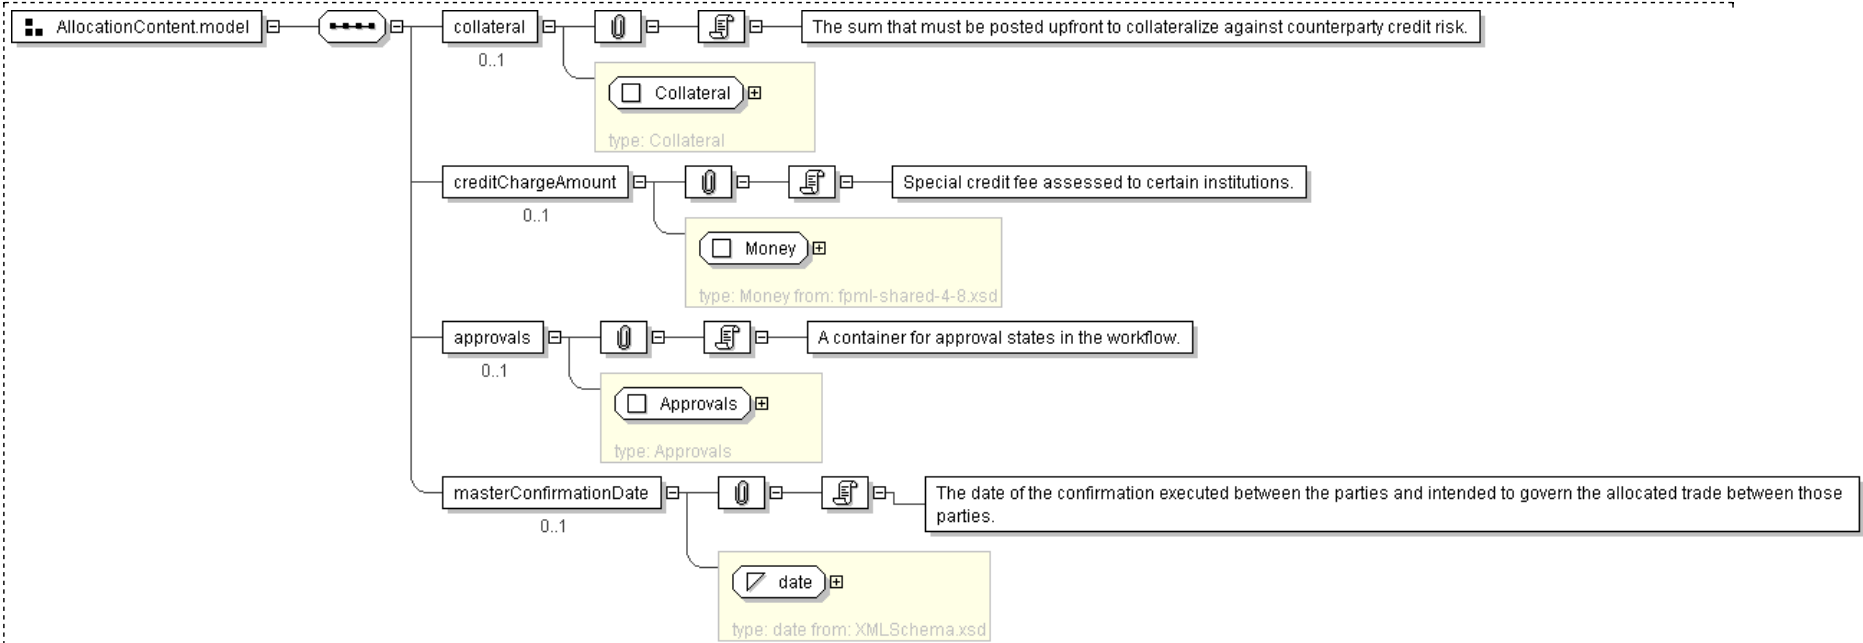 AllocationContent.model
collateral
The sum that must be posted upfront to collateralize against counterparty credit risk.
0..1
Collateral
type: Collateral
creditChargeAmount
Special credit fee assessed to certain institutions.
0..1
Money
type: Money from: fpml-shared-4-8.xsd
approvals
A container for approval states in the workflow.
0..1
Approvals
type: Approvals
masterConfirmationDate
The date of the confirmation executed between the parties and intended to govern the allocated trade between those
parties.
0..1
date
type: date from: XMLSchema.xsd